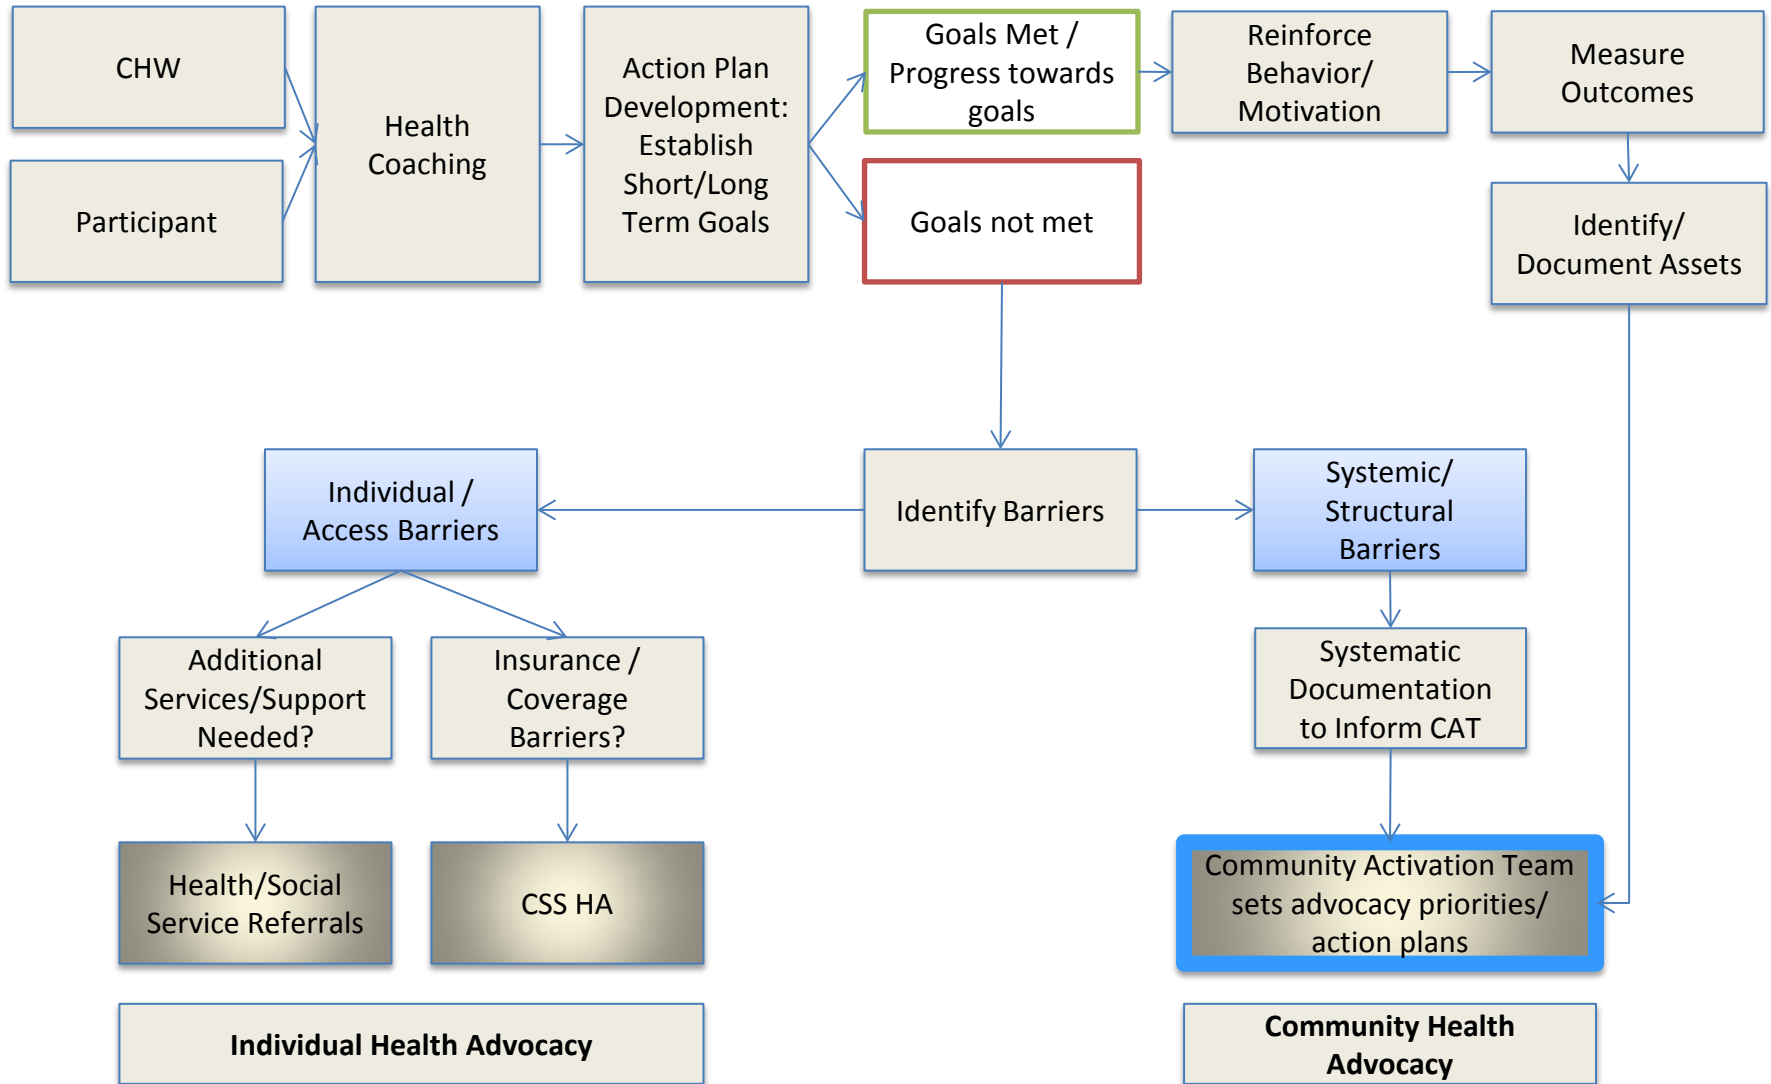 CHW
Participant
Health
Coaching
Action Plan
Development:
Establish
Short/Long
Term Goals
Goals Met /
Progress towards
goals
Goals not met
Reinforce
Behavior/
Motivation
Measure
Outcomes
Identify/
Document Assets
Individual /
Access Barriers
Identify Barriers
Systemic/
Structural
Barriers
Additional
Services/Support
Needed?
Insurance /
Coverage
Barriers?
Systematic
Documentation
to Inform CAT
Health/Social
Service Referrals
CSS HA
Community Activation Team
sets advocacy priorities/
action plans
Individual Health Advocacy
Community Health
Advocacy